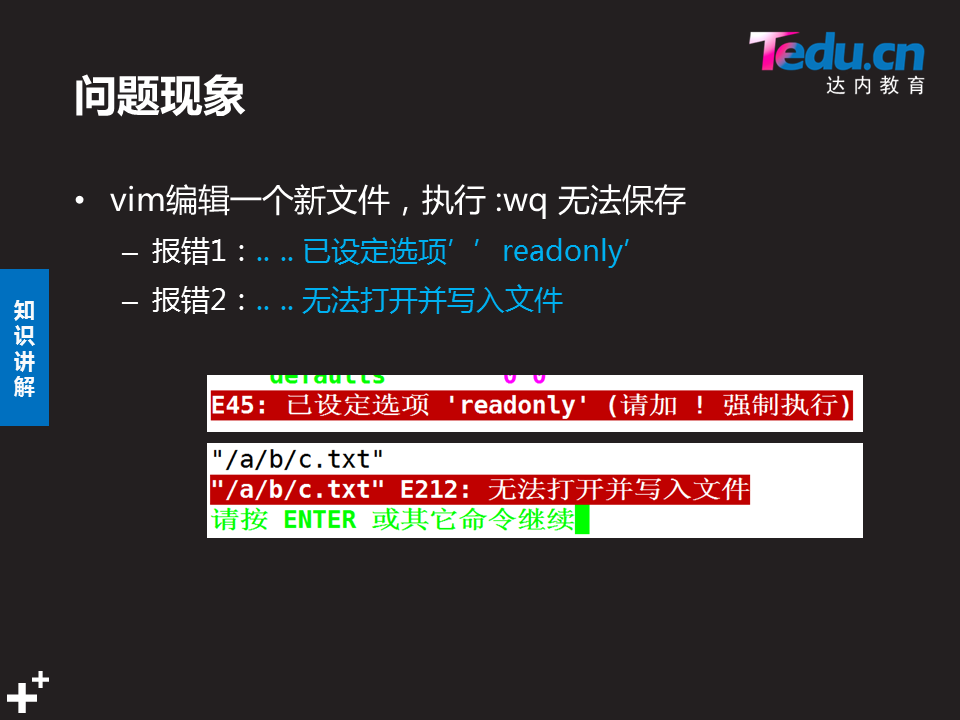 Tedu.cn
达内教育
问题现象
• vim编辑一个新文件，执行 :wq 无法保存
– 报错1：.. .. 已设定选项’’readonly’
– 报错2：.. .. 无法打开并写入文件
知识讲解
defaults 0 0
E45: 已设定选项 'readonly' (请加 ! 强制执行)
"/a/b/c.txt"
"/a/b/c.txt" E212: 无法打开并写入文件
请按 ENTER 或其它命令继续